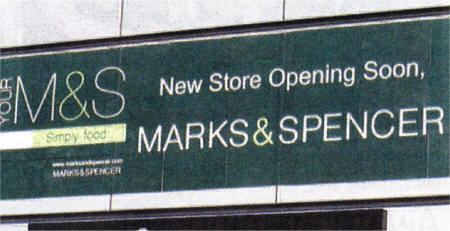 YOUR
M&S
Simply food
www.marksandspencer.com
MARKS&SPENCER
New Store Opening Soon,
MARKS&SPENCER